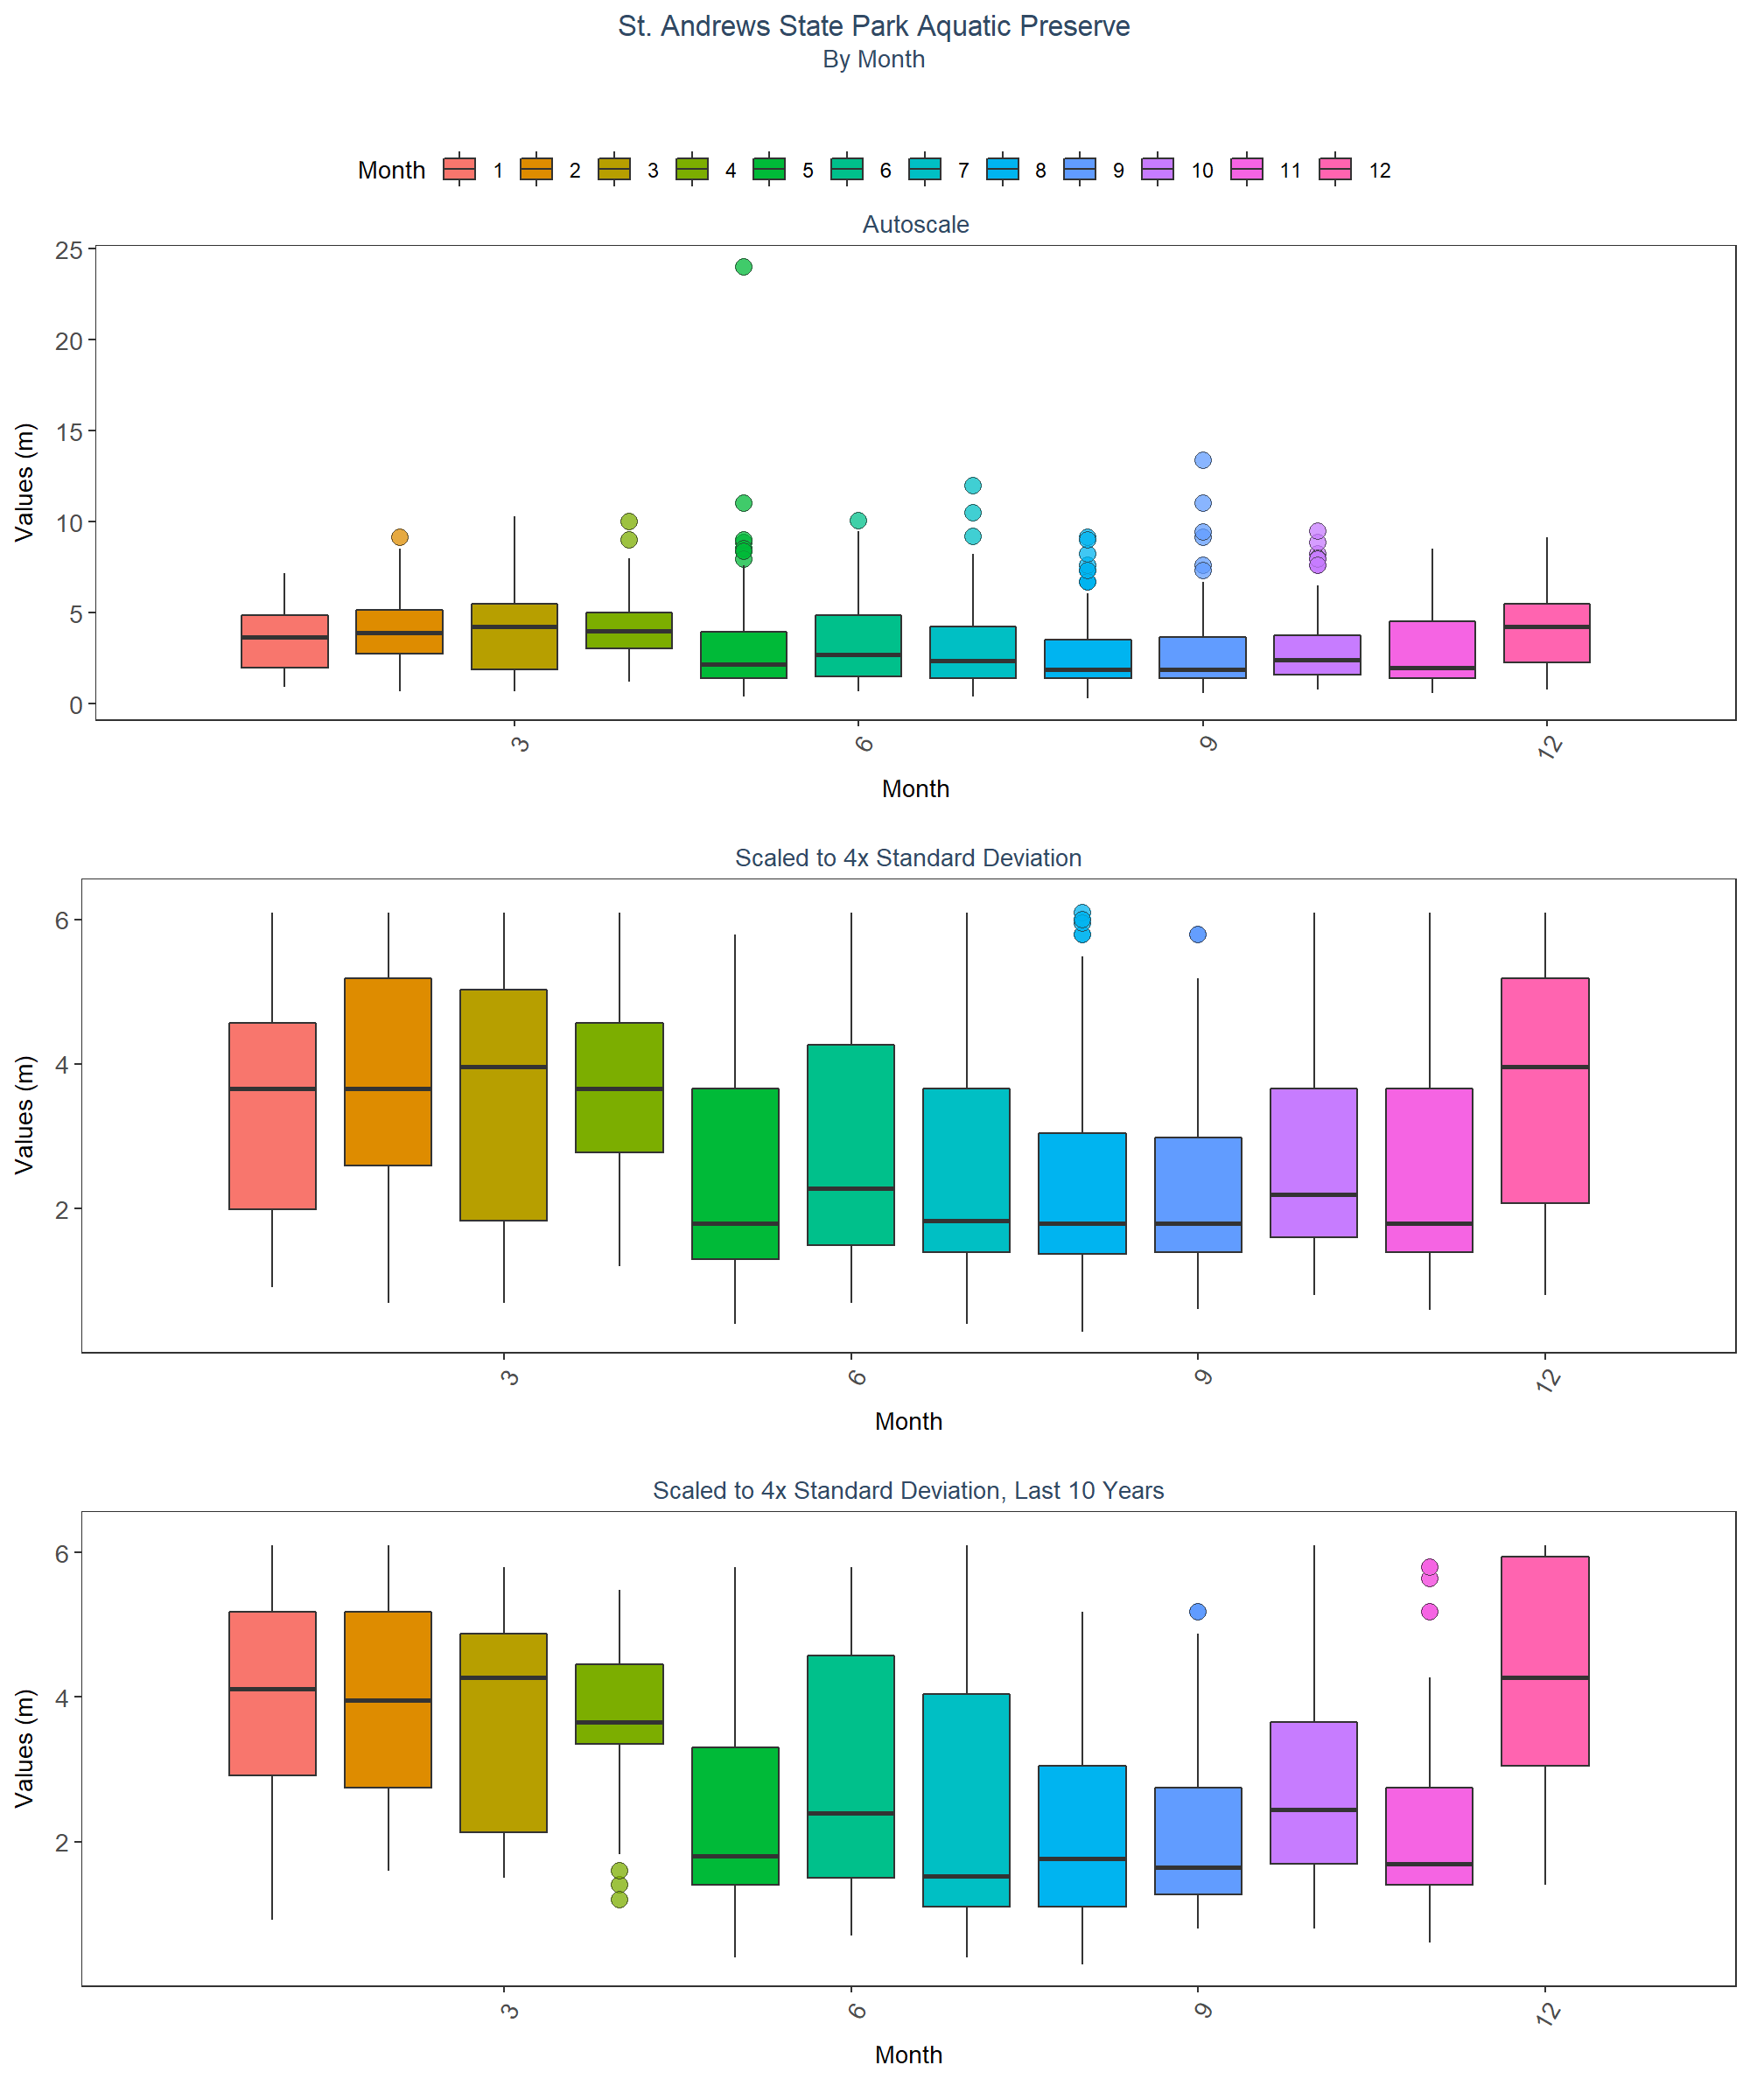 St. Andrews State Park Aquatic Preserve
By Month
Month 1 2 3 4 5 6 7 8 9 10 11 12
Autoscale
Values (m)
25
20
15
10
5
0
3 6 9 12
Month
Scaled to 4x Standard Deviation
Values (m)
6
4
2
3 6 9 12
Month
Scaled to 4x Standard Deviation, Last 10 Years
Values (m)
6
4
2
3 6 9 12
Month